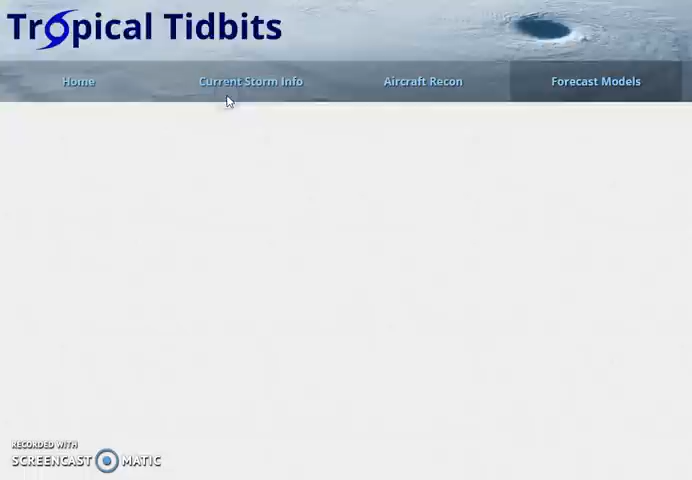 Tropical Tidbits
Home
Current Storm Info
Aircraft Recon
Forecast Models
RECORDED WITH
SCREENCAST MATIC